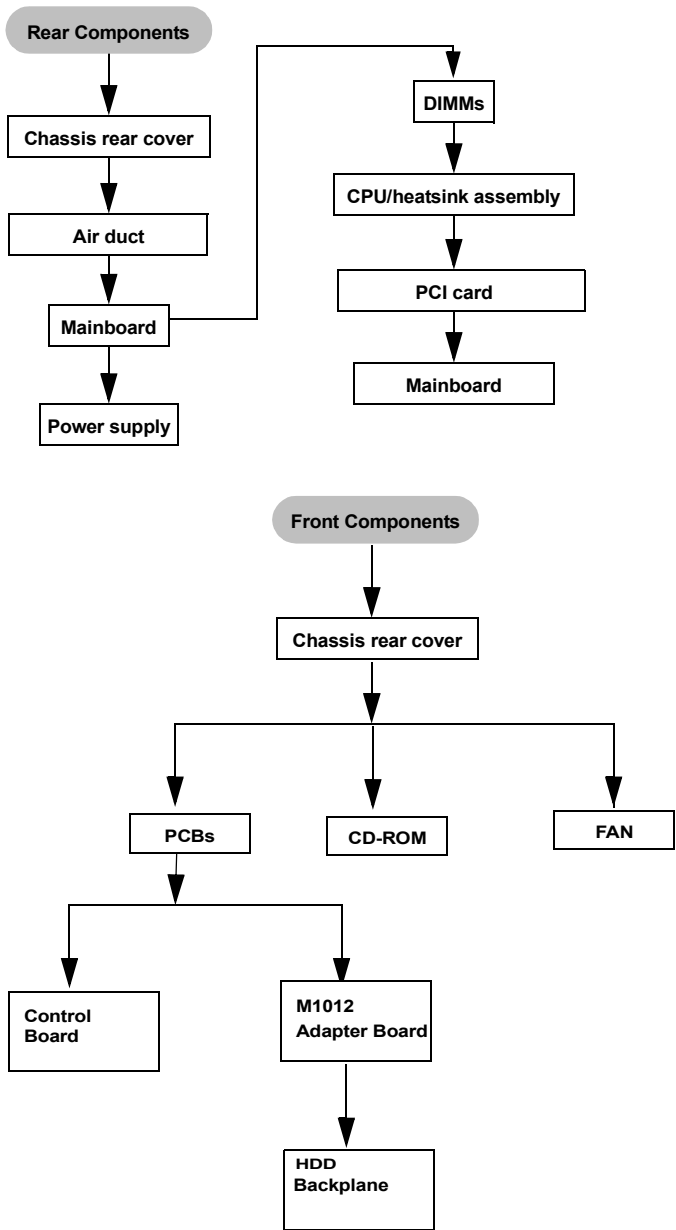 Rear Components
Chassis rear cover
Air duct
Mainboard
Power supply
DIMMs
CPU/heatsink assembly
PCI card
Mainboard
Front Components
Chassis rear cover
PCBs
CD-ROM
FAN
Control
Board
M1012
Adapter Board
HDD
Backplane